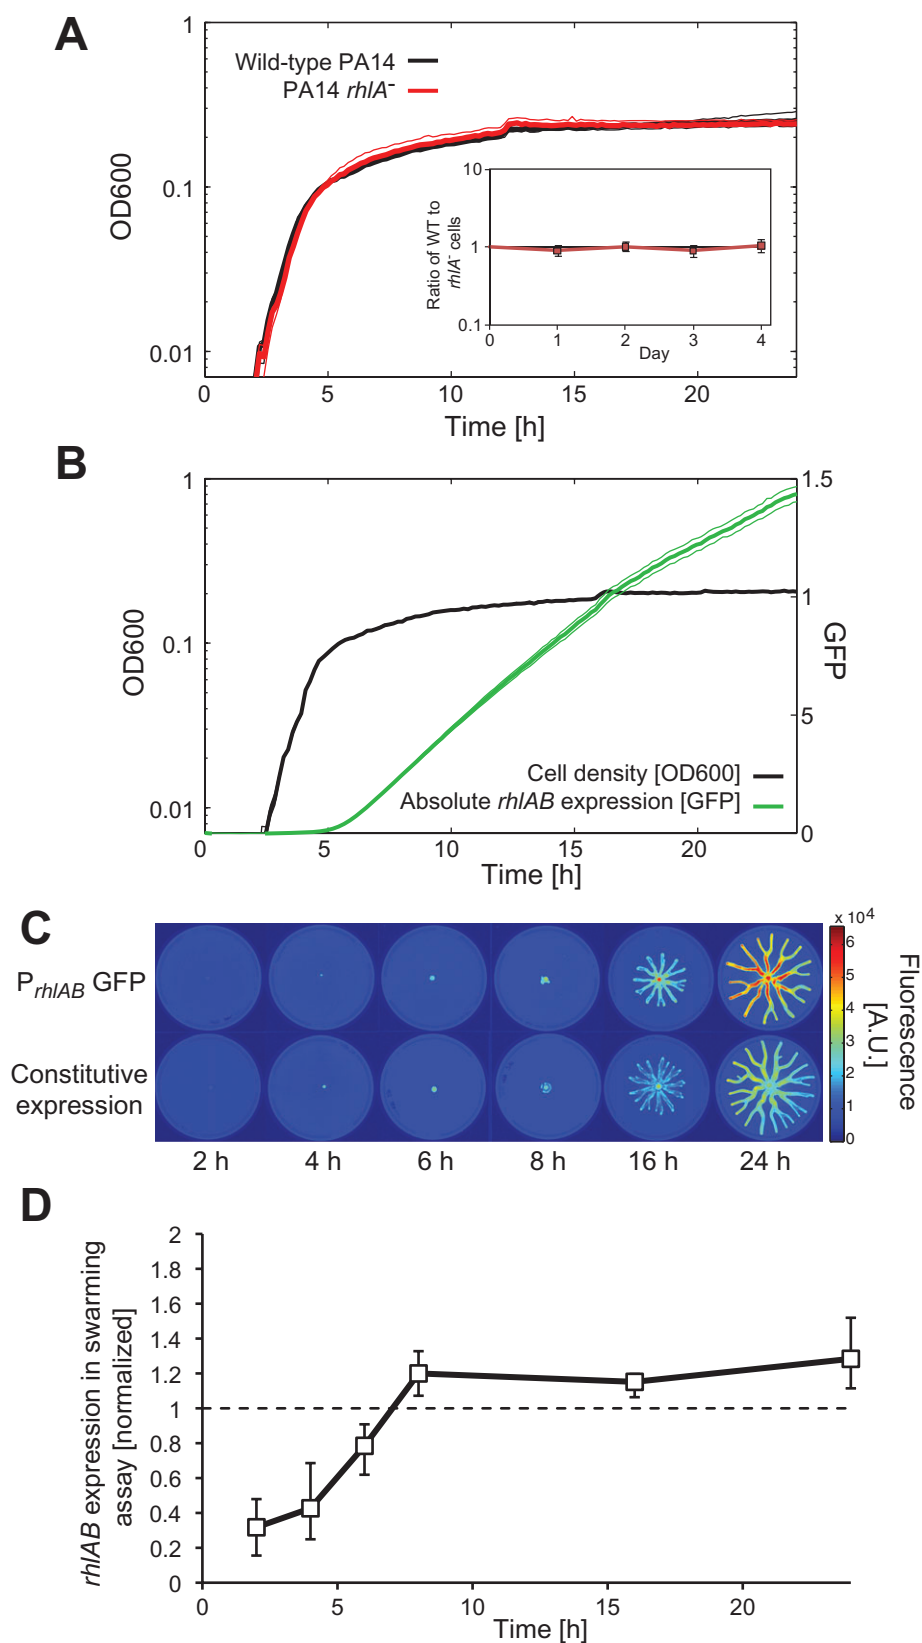 A
1
0.1
0.01
OD600
Wild-type PA14
PA14 rhlA-
10
1
0.1
Ratio of WT to
rhlA- cells
0 1 2 3 4
Day
0 5 10 15 20
Time [h]
B
1
0.1
0.01
OD600
1.5
1
5
0
GFP
Cell density [OD600]
Absolute rhlAB expression [GFP]
0 5 10 15 20
Time [h]
C
PrhlAB GFP
Constitutive
expression
2 h 4 h 6 h 8 h 16 h 24 h
x 104
6
5
4
3
2
1
0
Fluorescence
[A.U.]
D
2
1.8
1.6
1.4
1.2
1
0.8
0.6
0.4
0.2
0
rhlAB expression in swarming
assay [normalized]
0 5 10 15 20
Time [h]